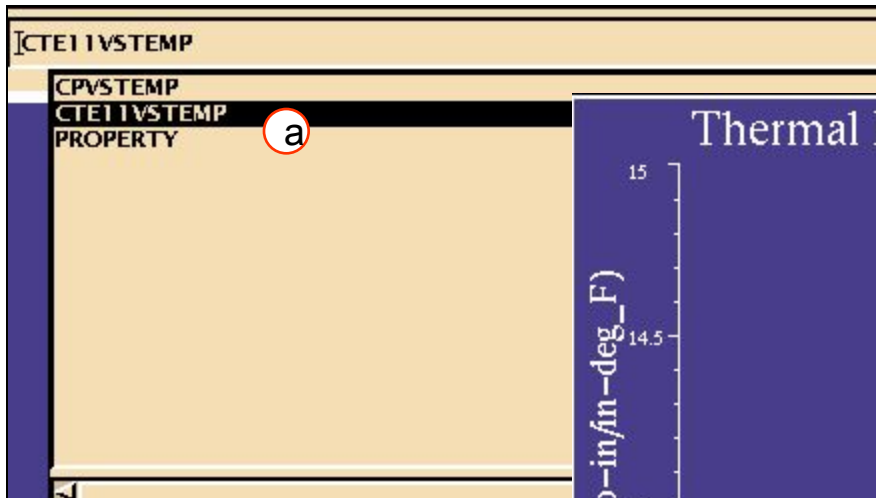 CTE11VSTEMP
CPVSTEMP
CTE11VSTEMP
PROPERTY
a
Thermal
15
14.5
o-in/in-deg_F)